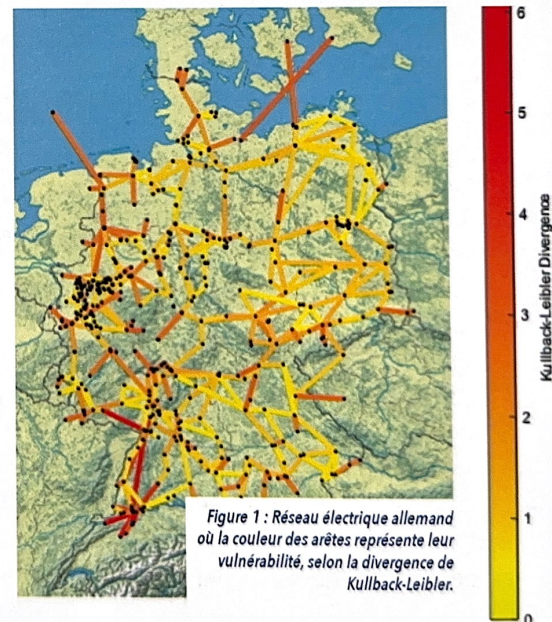 6
5
4
3
2
1
0
Kullback-Leibler Divergence
Figure 1 : Réseau électrique allemand
où la couleur des arêtes représente leur
vulnérabilité, selon la divergence de
Kullback-Leibler.